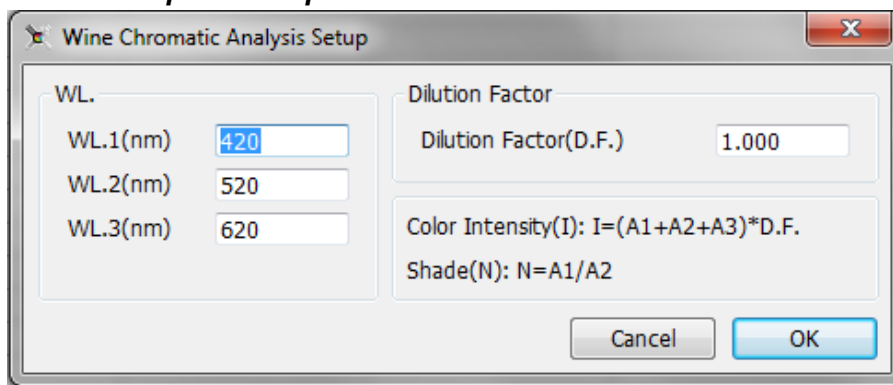 Wine Chromatic Analysis Setup
WL.
WL.1(nm) 420
WL.2(nm) 520
WL.3(nm) 620
Dilution Factor
Dilution Factor(D.F.) 1.000
Color Intensity(I): I=(A1+A2+A3)*D.F.
Shade(N): N=A1/A2
Cancel OK